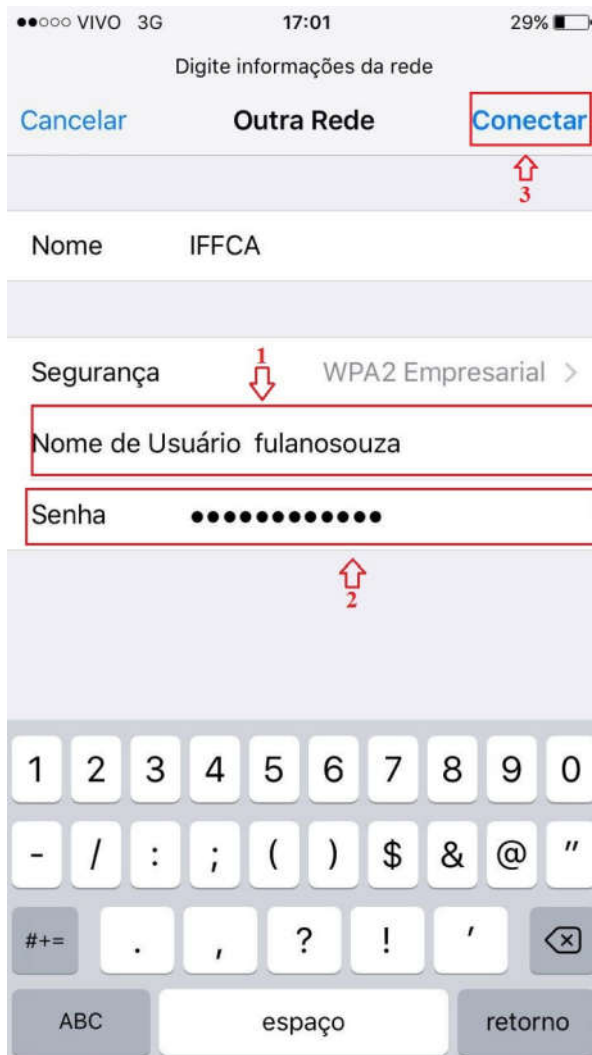 VIVO 3G 17:01 29%
Digite informações da rede
Cancelar Outra Rede Conectar
3
Nome IFFCA
1
Segurança WPA2 Empresarial >
Nome de Usuário fulanosouza
Senha ••••••••••••
2
1 2 3 4 5 6 7 8 9 0
- / : ; ( ) $ & @ "
#+= . , ? ! '
ABC espaço retorno